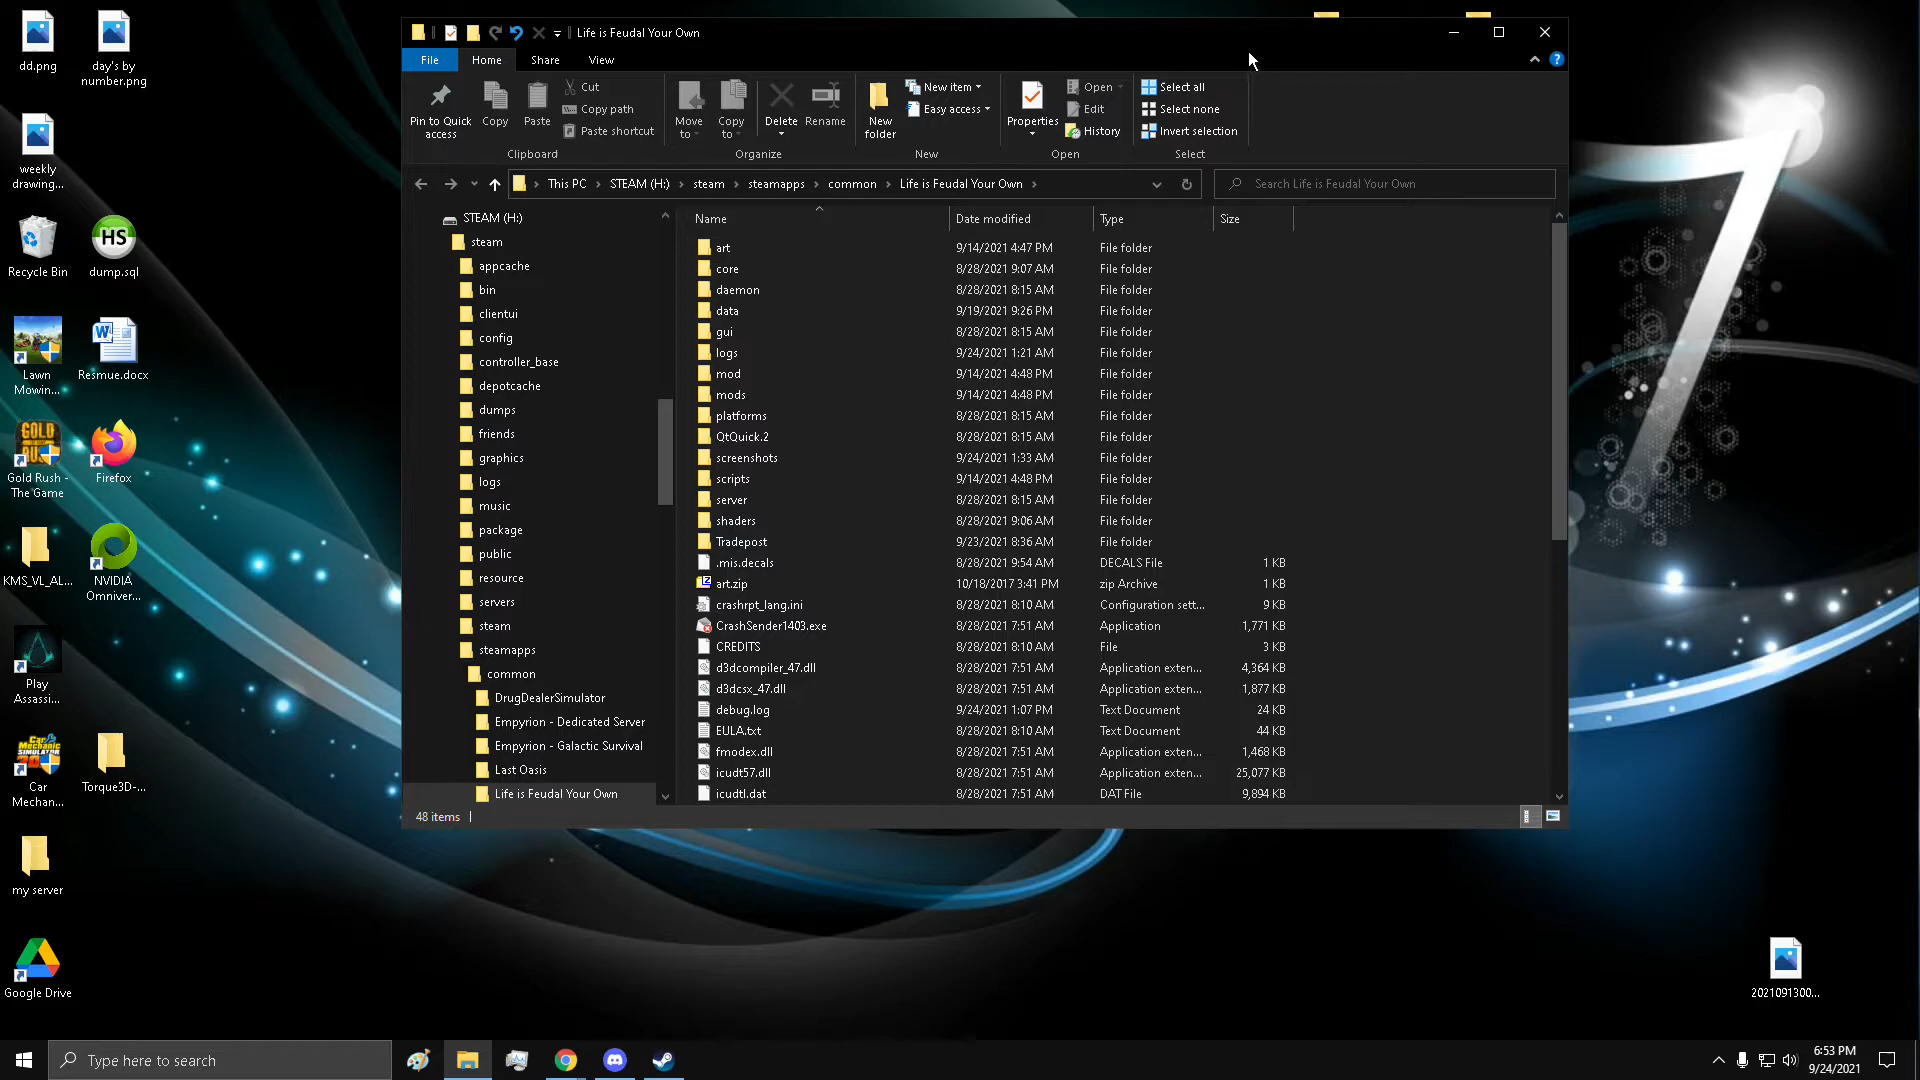 dd.png
day's by
number.png
weekly
drawing...
Recycle Bin
HS
dump.sql
Lawn
Mowin...
W
Resmue.docx
GOLD
RUSH
Gold Rush -
The Game
Firefox
KMS_VL_AL...
NVIDIA
Omniver...
Play
Assassi...
Car
Mechan...
Torque3D-...
my server
Google Drive
Life is Feudal Your Own
File Home Share View
Pin to Quick
access
Copy
Paste
Cut
Copy path
Paste shortcut
Clipboard
Move
to
Copy
to
Delete
Rename
Organize
New
folder
New item
Easy access
New
Properties
Open
Edit
History
Open
Select all
Select none
Invert selection
Select
This PC STEAM (H:) steam steamapps common Life is Feudal Your Own
Search Life is Feudal Your Own
STEAM (H:)
steam
appcache
bin
clientui
config
controller_base
depotcache
dumps
friends
graphics
logs
music
package
public
resource
servers
steam
steamapps
common
DrugDealerSimulator
Empyrion - Dedicated Server
Empyrion - Galactic Survival
Last Oasis
Life is Feudal Your Own
Name Date modified Type Size
art 9/14/2021 4:47 PM File folder
core 8/28/2021 9:07 AM File folder
daemon 8/28/2021 8:15 AM File folder
data 9/19/2021 9:26 PM File folder
gui 8/28/2021 8:15 AM File folder
logs 9/24/2021 1:21 AM File folder
mod 9/14/2021 4:48 PM File folder
mods 9/14/2021 4:48 PM File folder
platforms 8/28/2021 8:15 AM File folder
QtQuick.2 8/28/2021 8:15 AM File folder
screenshots 9/24/2021 1:33 AM File folder
scripts 9/14/2021 4:48 PM File folder
server 8/28/2021 8:15 AM File folder
shaders 8/28/2021 9:06 AM File folder
Tradepost 9/23/2021 8:36 AM File folder
.mis.decals 8/28/2021 9:54 AM DECALS File 1 KB
art.zip 10/18/2017 3:41 PM zip Archive 1 KB
crashrpt_lang.ini 8/28/2021 8:10 AM Configuration sett... 9 KB
CrashSender1403.exe 8/28/2021 7:51 AM Application 1,771 KB
CREDITS 8/28/2021 8:10 AM File 3 KB
d3dcompiler_47.dll 8/28/2021 7:51 AM Application exten... 4,364 KB
d3dcsx_47.dll 8/28/2021 7:51 AM Application exten... 1,877 KB
debug.log 9/24/2021 1:07 PM Text Document 24 KB
EULA.txt 8/28/2021 8:10 AM Text Document 44 KB
fmodex.dll 8/28/2021 7:51 AM Application exten... 1,468 KB
icudt57.dll 8/28/2021 7:51 AM Application exten... 25,077 KB
icudtl.dat 8/28/2021 7:51 AM DAT File 9,894 KB
48 items
2021091300...
Type here to search
6:53 PM
9/24/2021